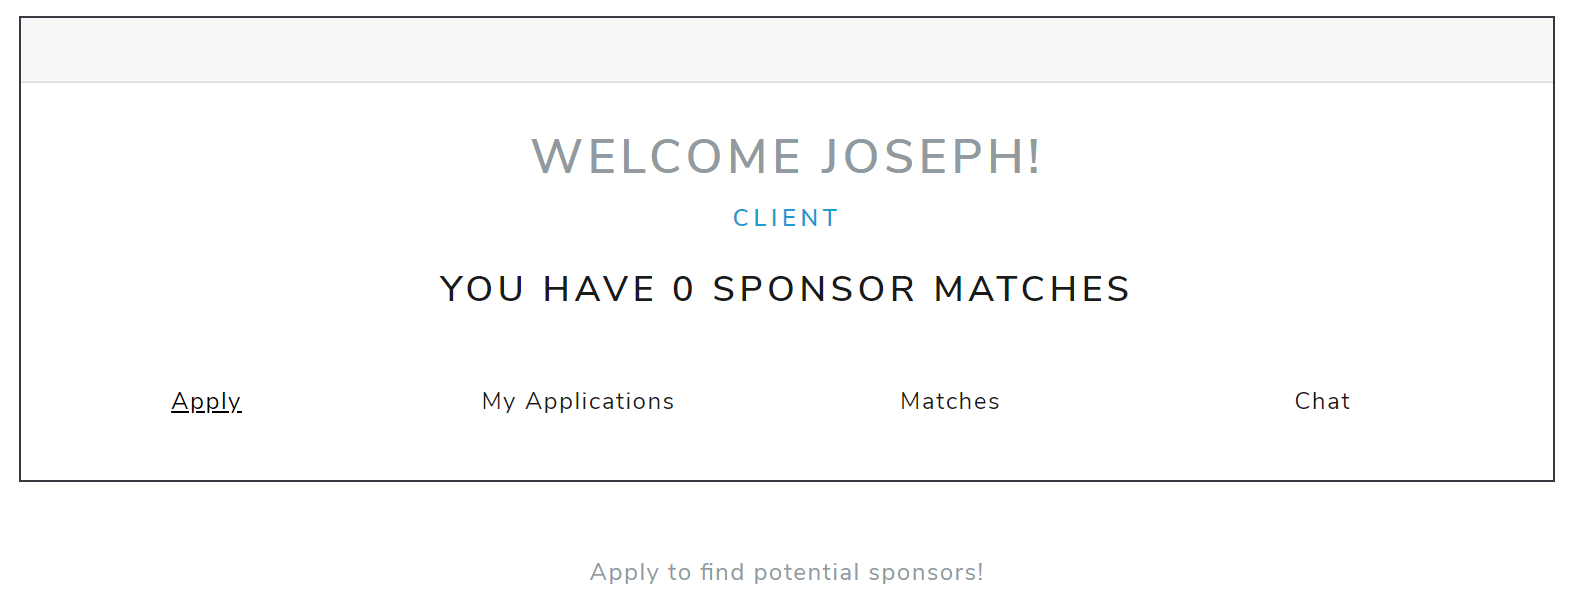 WELCOME JOSEPH!
CLIENT
YOU HAVE 0 SPONSOR MATCHES
Apply My Applications Matches Chat
Apply to find potential sponsors!